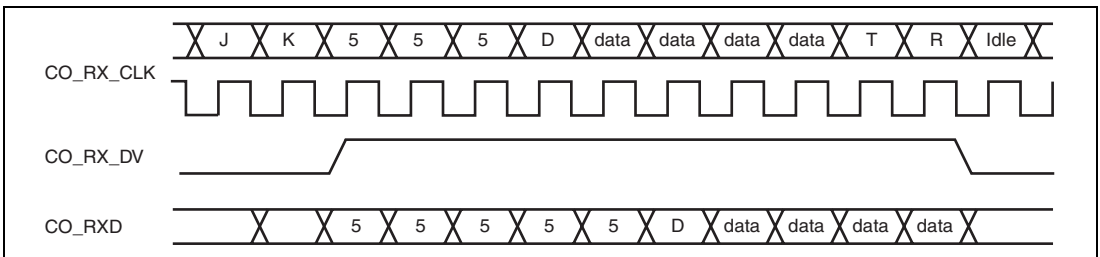 J K 5 5 5 D data data data data T R Idle
CO_RX_CLK
CO_RX_DV
CO_RXD 5 5 5 5 5 D data data data data